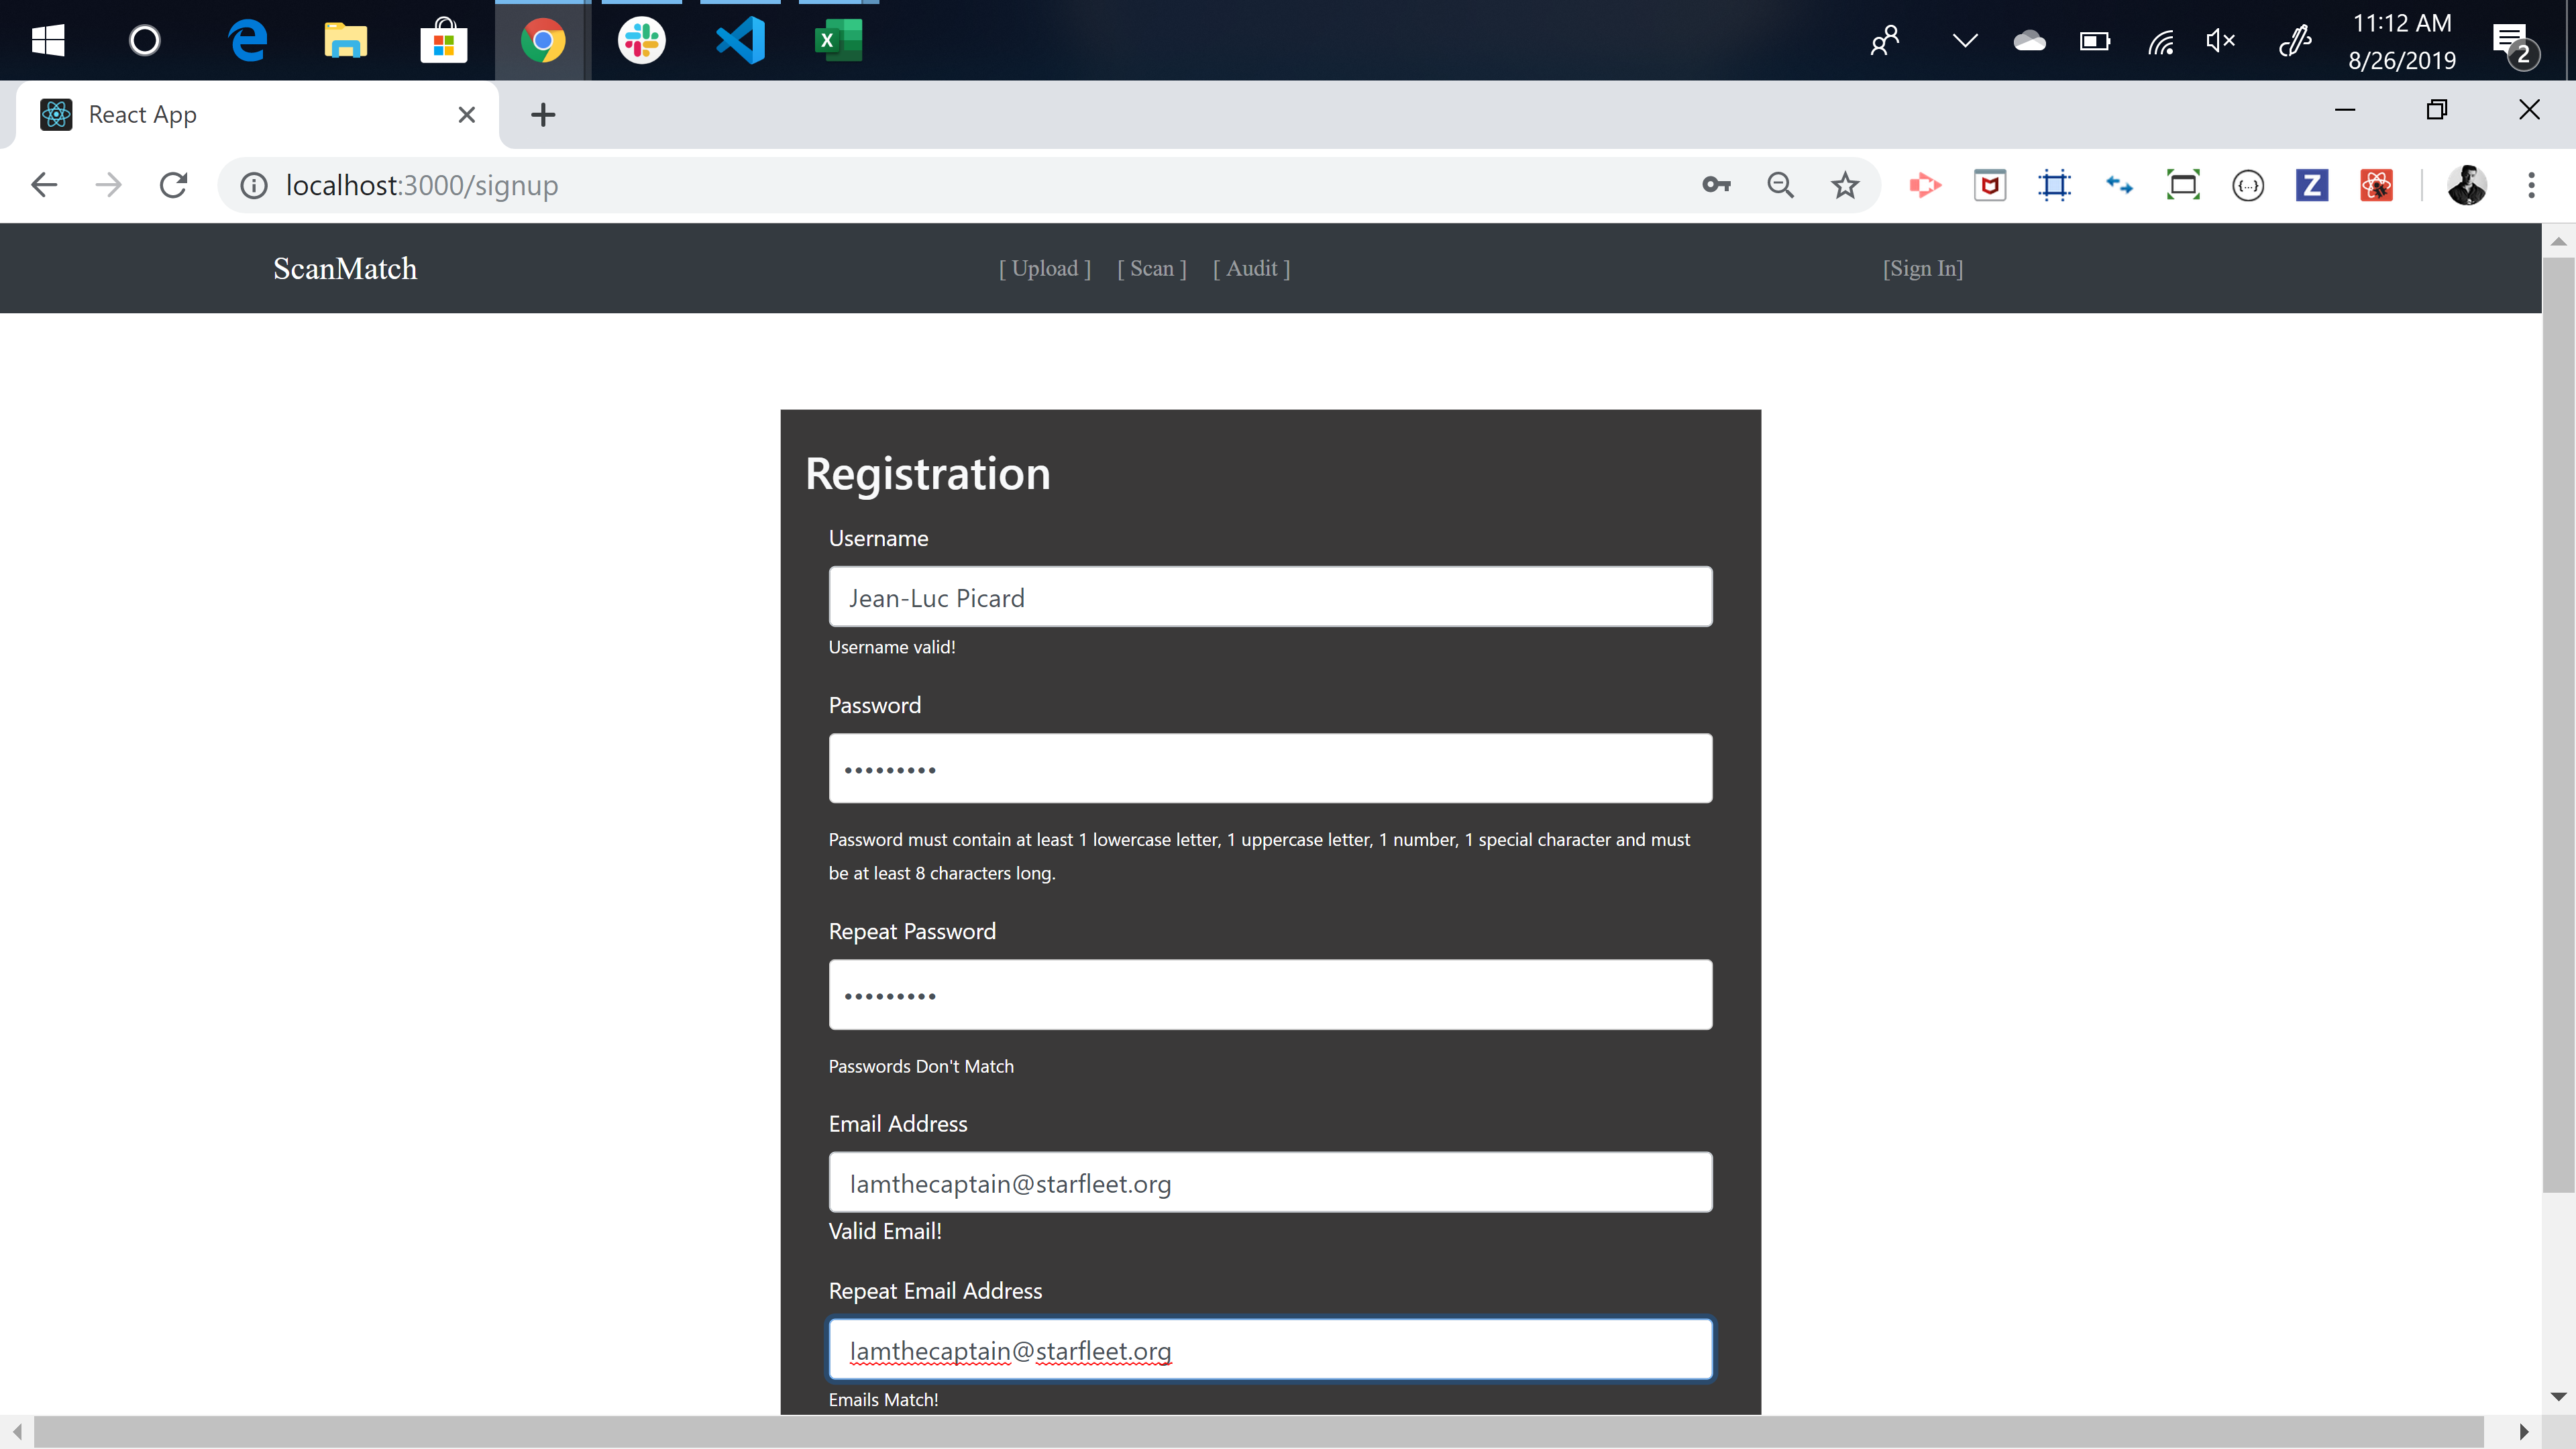 11:12 AM
8/26/2019
2
React App
localhost:3000/signup
{...}
Z
ScanMatch
[ Upload ] [ Scan ] [ Audit ]
[Sign In]
Registration
Username
Jean-Luc Picard
Username valid!
Password
•••••••••
Password must contain at least 1 lowercase letter, 1 uppercase letter, 1 number, 1 special character and must
be at least 8 characters long.
Repeat Password
•••••••••
Passwords Don't Match
Email Address
Iamthecaptain@starfleet.org
Valid Email!
Repeat Email Address
Iamthecaptain@starfleet.org
Emails Match!